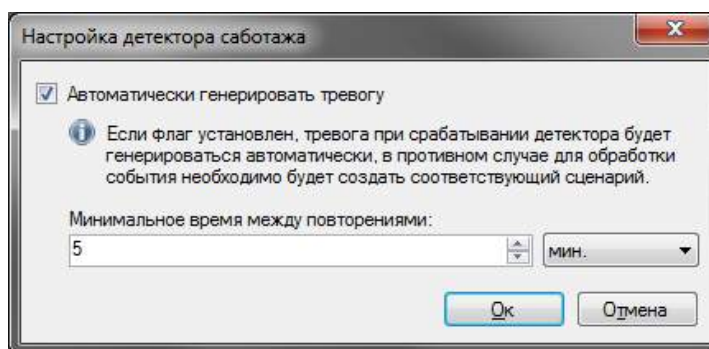 Настройка детектора саботажа
Автоматически генерировать тревогу
Если флаг установлен, тревога при срабатывании детектора будет
генерироваться автоматически, в противном случае для обработки
события необходимо будет создать соответствующий сценарий.
Минимальное время между повторениями:
5 мин.
Ок Отмена